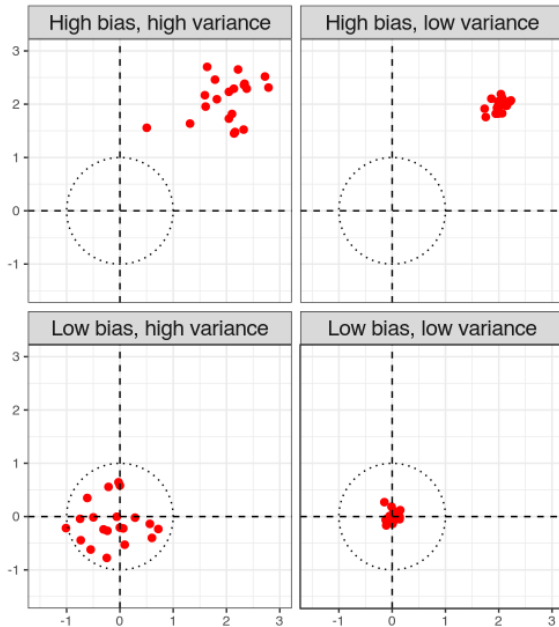 High bias, high variance
High bias, low variance
3
2
1
0
-1
Low bias, high variance
Low bias, low variance
3
2
1
0
-1
-1 0 1 2 3
-1 0 1 2 3